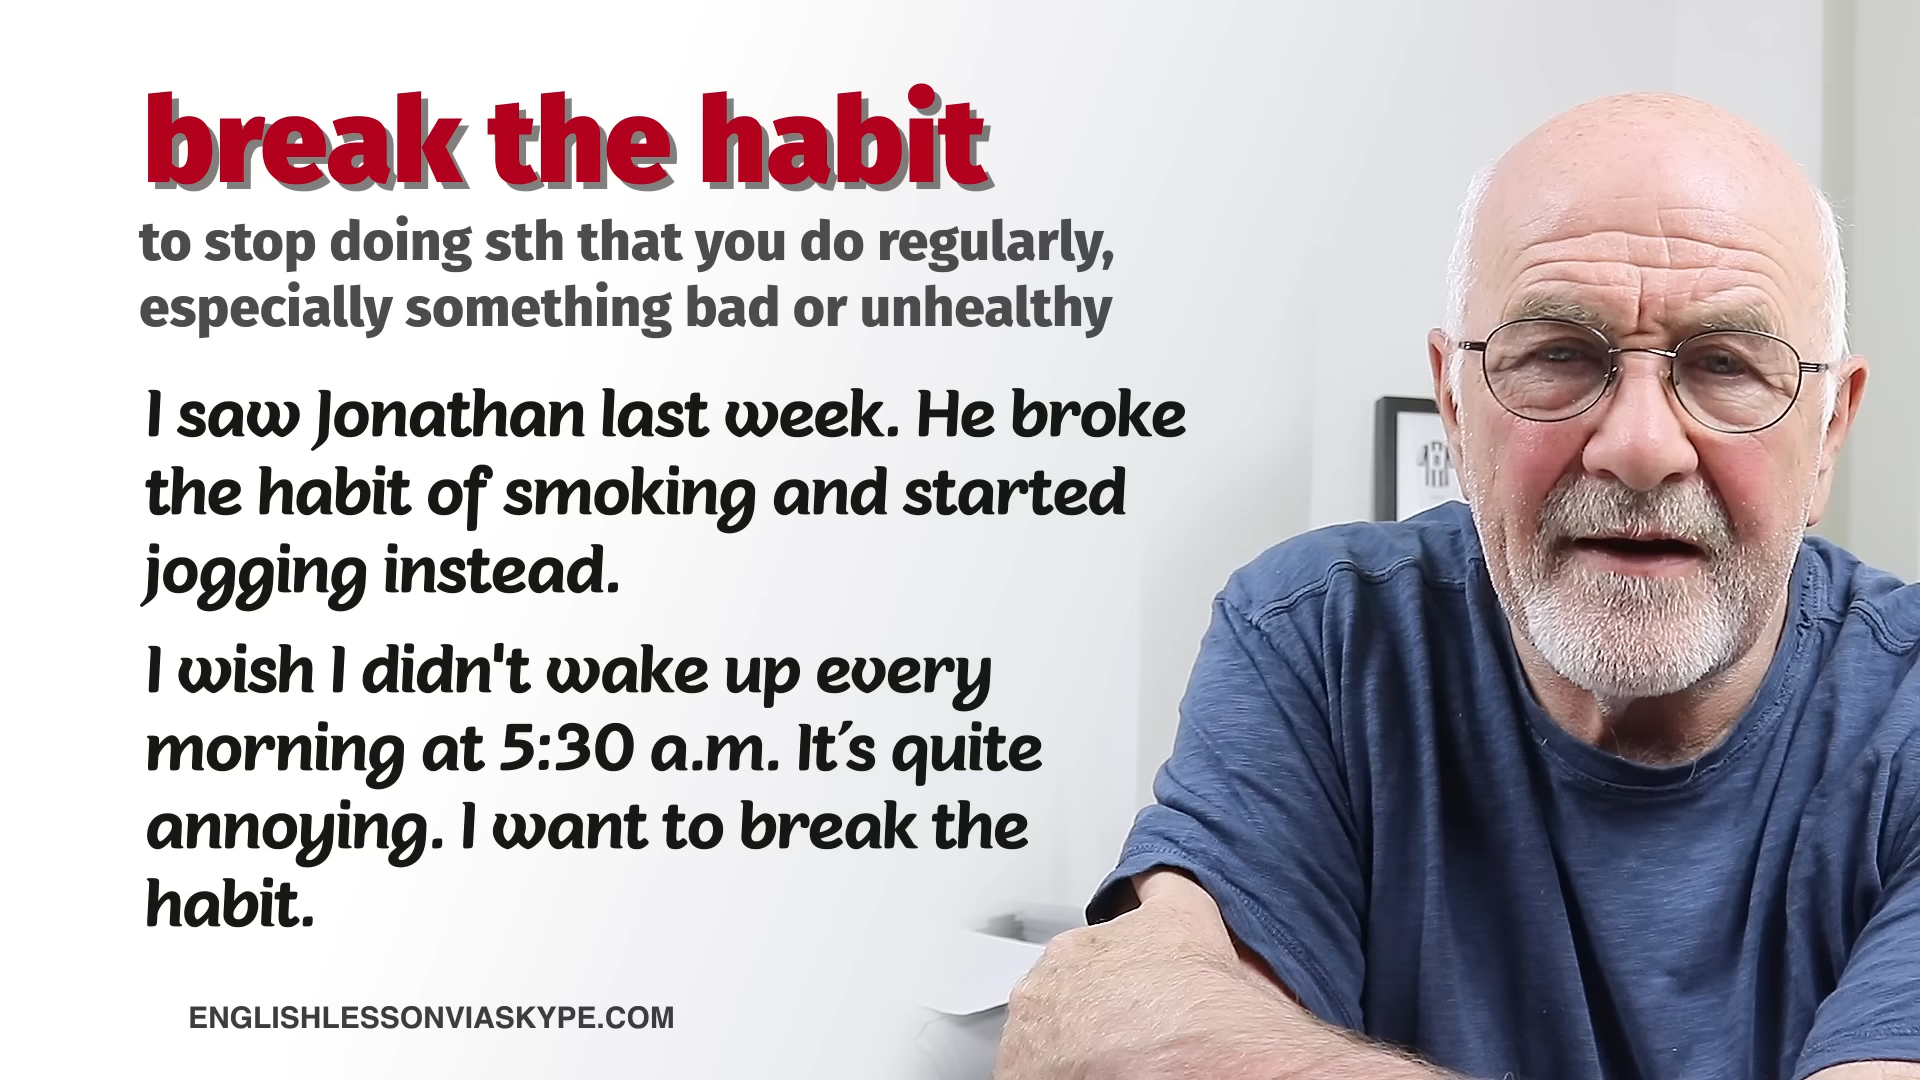 break the habit
to stop doing sth that you do regularly,
especially something bad or unhealthy
I saw Jonathan last week. He broke
the habit of smoking and started
jogging instead.
I wish I didn't wake up every
morning at 5:30 a.m. It´s quite
annoying. I want to break the
habit.
ENGLISHLESSONVIASKYPE.COM